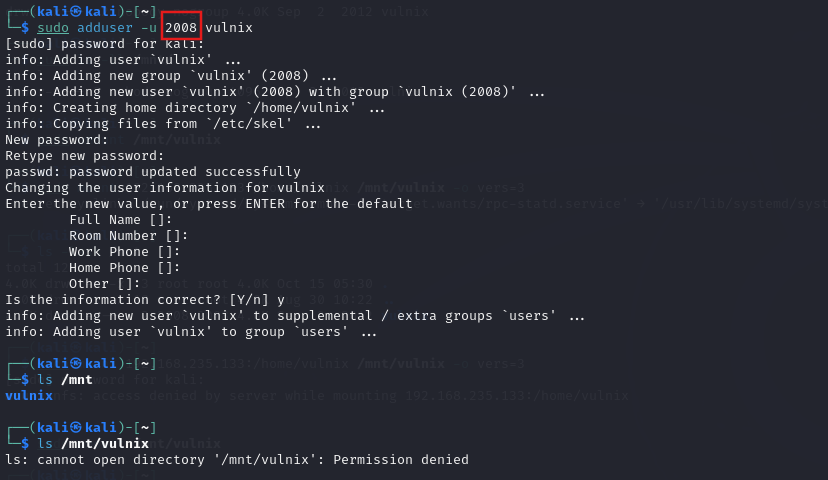 ┌──(kali㉿kali)-[~]
└─$ sudo adduser -u 2008 vulnix
[sudo] password for kali:
info: Adding user `vulnix' ...
info: Adding new group `vulnix' (2008) ...
info: Adding new user `vulnix' (2008) with group `vulnix (2008)' ...
info: Creating home directory `/home/vulnix' ...
info: Copying files from `/etc/skel' ...
New password:
Retype new password:
passwd: password updated successfully
Changing the user information for vulnix
Enter the new value, or press ENTER for the default
Full Name []:
Room Number []:
Work Phone []:
Home Phone []:
Other []:
Is the information correct? [Y/n] y
info: Adding new user `vulnix' to supplemental / extra groups `users' ...
info: Adding user `vulnix' to group `users' ...
┌──(kali㉿kali)-[~]
└─$ ls /mnt
vulnix
┌──(kali㉿kali)-[~]
└─$ ls /mnt/vulnix
ls: cannot open directory '/mnt/vulnix': Permission denied